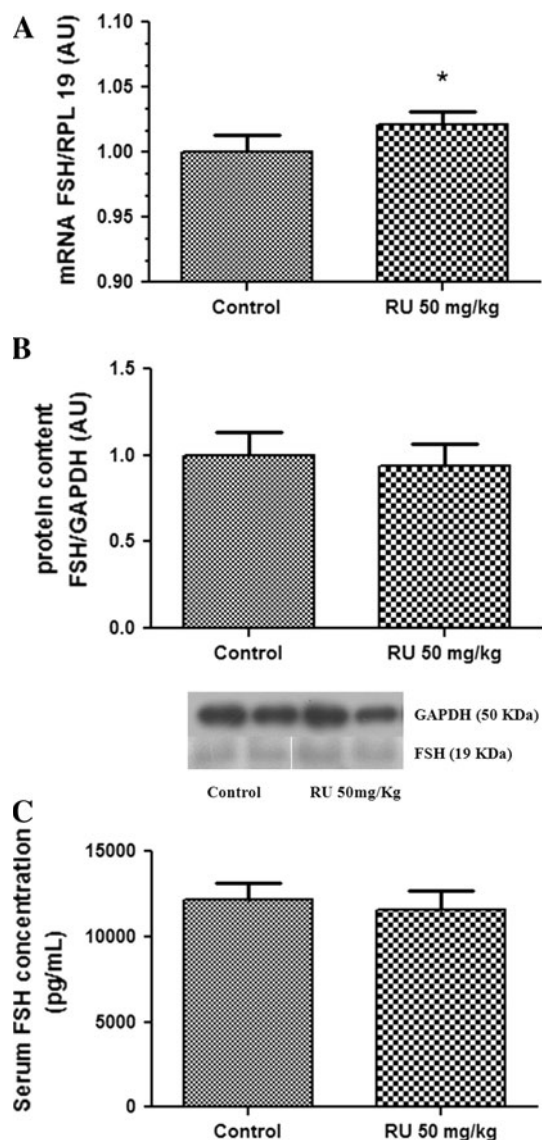 A
mRNA FSH/RPL 19 (AU)
1.10
1.05
1.00
0.95
0.90
*
Control
RU 50 mg/kg
B
protein content
FSH/GAPDH (AU)
1.5
1.0
0.5
0.0
Control
RU 50 mg/kg
GAPDH (50 KDa)
FSH (19 KDa)
Control
RU 50mg/Kg
C
Serum FSH concentration
(pg/mL)
15000
10000
5000
0
Control
RU 50 mg/kg